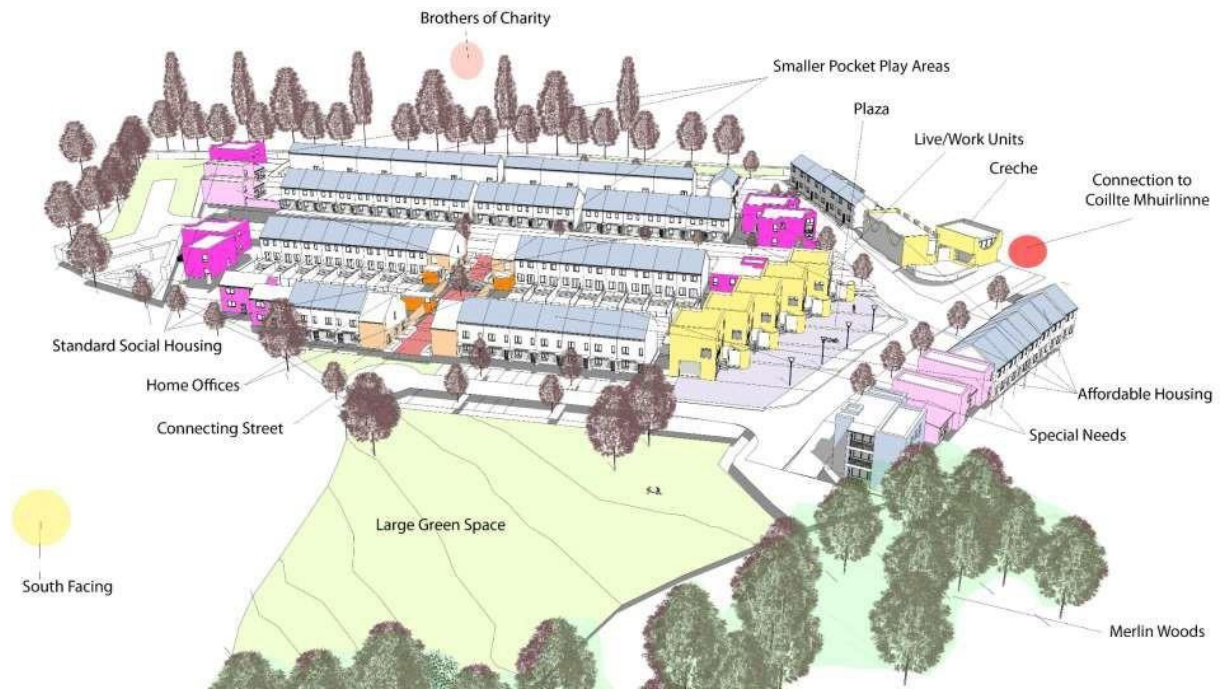 Brothers of Charity
Smaller Pocket Play Areas
Plaza
Live/Work Units
Creche
Connection to
Coillte Mhuirlinne
Standard Social Housing
Home Offices
Connecting Street
Affordable Housing
Special Needs
Large Green Space
South Facing
Merlin Woods